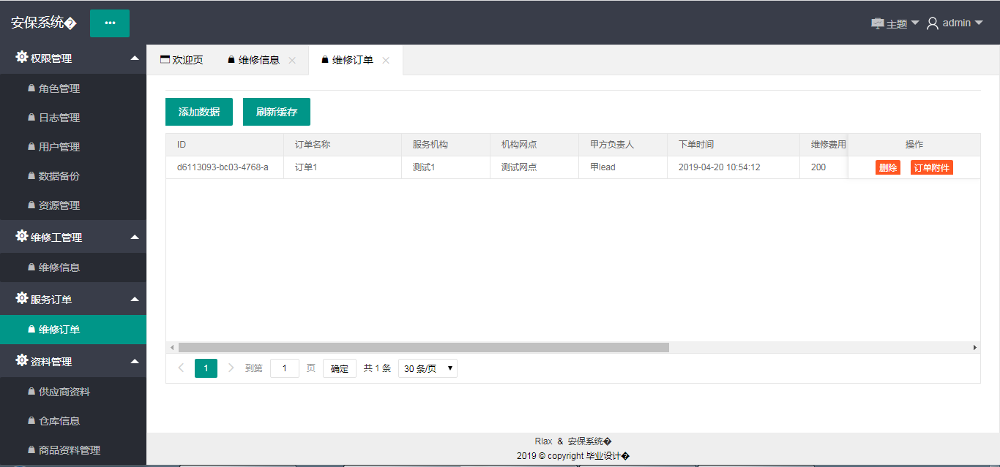 安保系统�
主题 admin
权限管理
角色管理
日志管理
用户管理
数据备份
资源管理
维修工管理
维修信息
服务订单
维修订单
资料管理
供应商资料
仓库信息
商品资料管理
欢迎页 维修信息 维修订单
添加数据 刷新缓存
ID 订单名称 服务机构 机构网点 甲方负责人 下单时间 维修费用 操作
d6113093-bc03-4768-a 订单1 测试1 测试网点 甲lead 2019-04-20 10:54:12 200 删除 订单附件
1 到第 1 页 确定 共 1 条 30 条/页
Rlax & 安保系统�
2019 © copyright 毕业设计�